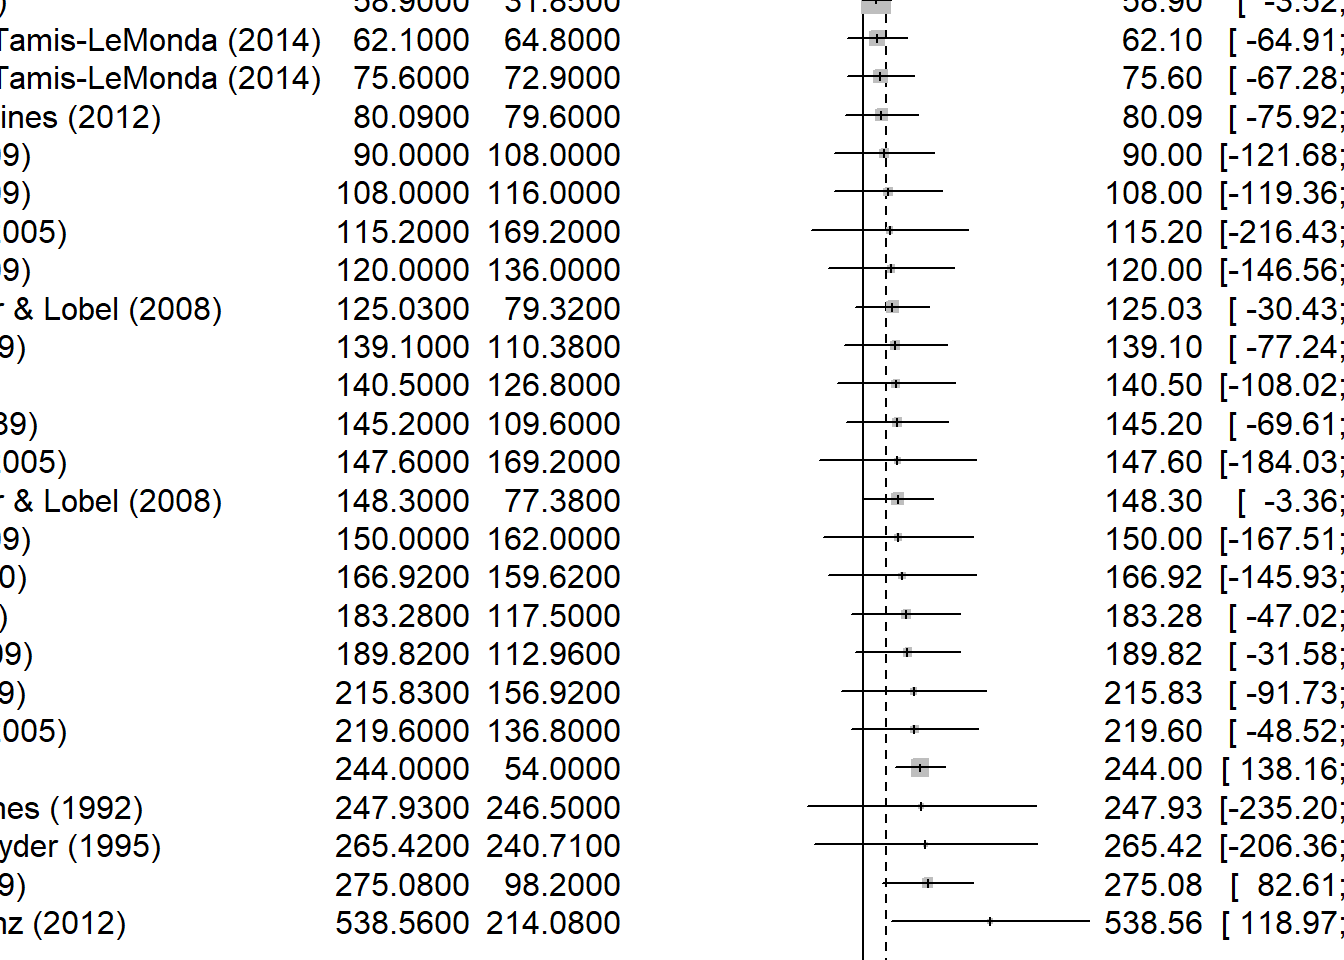 ) 58.9000 31.8500 58.90 [ -3.52;
Tamis-LeMonda (2014) 62.1000 64.8000 62.10 [ -64.91;
Tamis-LeMonda (2014) 75.6000 72.9000 75.60 [ -67.28;
ines (2012) 80.0900 79.6000 80.09 [ -75.92;
9) 90.0000 108.0000 90.00 [-121.68;
9) 108.0000 116.0000 108.00 [-119.36;
005) 115.2000 169.2000 115.20 [-216.43;
9) 120.0000 136.0000 120.00 [-146.56;
r & Lobel (2008) 125.0300 79.3200 125.03 [ -30.43;
9) 139.1000 110.3800 139.10 [ -77.24;
140.5000 126.8000 140.50 [-108.02;
39) 145.2000 109.6000 145.20 [ -69.61;
005) 147.6000 169.2000 147.60 [-184.03;
r & Lobel (2008) 148.3000 77.3800 148.30 [ -3.36;
9) 150.0000 162.0000 150.00 [-167.51;
0) 166.9200 159.6200 166.92 [-145.93;
) 183.2800 117.5000 183.28 [ -47.02;
09) 189.8200 112.9600 189.82 [ -31.58;
9) 215.8300 156.9200 215.83 [ -91.73;
005) 219.6000 136.8000 219.60 [ -48.52;
244.0000 54.0000 244.00 [ 138.16;
nes (1992) 247.9300 246.5000 247.93 [-235.20;
yder (1995) 265.4200 240.7100 265.42 [-206.36;
9) 275.0800 98.2000 275.08 [ 82.61;
nz (2012) 538.5600 214.0800 538.56 [ 118.97;